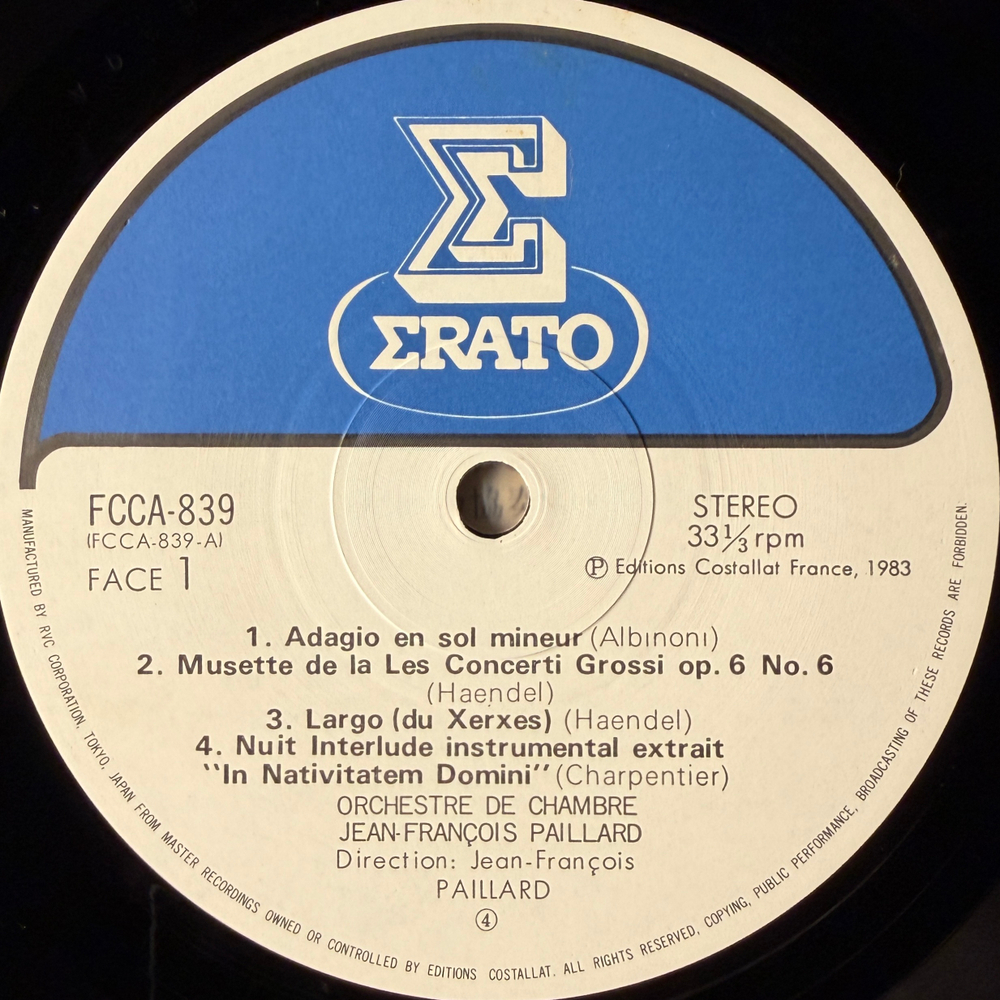 Σ
ΣRATO
FCCA-839
(FCCA-839-A)
FACE 1
STEREO
33⅓ rpm
Ⓟ Editions Costallat France, 1983
1. Adagio en sol mineur (Albinoni)
2. Musette de la Les Concerti Grossi op. 6 No. 6
(Haendel)
3. Largo (du Xerxes) (Haendel)
4. Nuit Interlude instrumental extrait
"In Nativitatem Domini" (Charpentier)
ORCHESTRE DE CHAMBRE
JEAN-FRANÇOIS PAILLARD
Direction: Jean-François
PAILLARD
④
MANUFACTURED BY RVC CORPORATION, TOKYO, JAPAN FROM MASTER RECORDINGS OWNED OR CONTROLLED BY EDITIONS COSTALLAT. ALL RIGHTS RESERVED, COPYING, PUBLIC PERFORMANCE, BROADCASTING OF THESE RECORDS ARE FORBIDDEN.